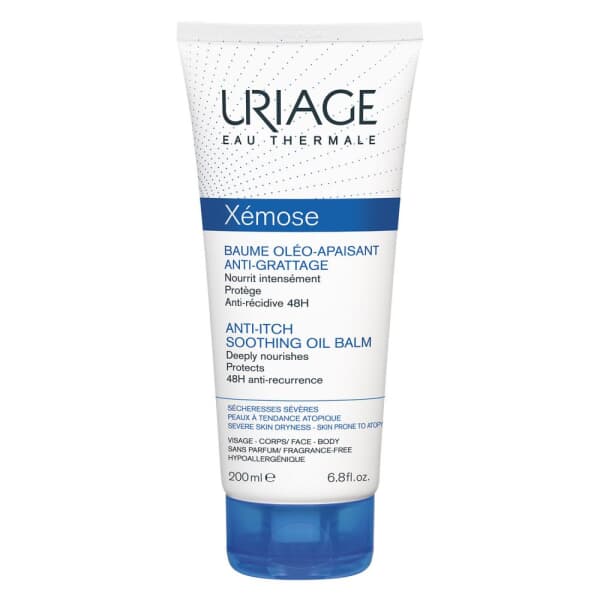 URIAGE
EAU THERMALE
Xémose
BAUME OLÉO-APAISANT
ANTI-GRATTAGE
Nourrit intensément
Protège
Anti-récidive 48H
ANTI-ITCH
SOOTHING OIL BALM
Deeply nourishes
Protects
48H anti-recurrence
SÉCHERESSES SÉVÈRES
PEAUX À TENDANCE ATOPIQUE
SEVERE SKIN DRYNESS - SKIN PRONE TO ATOPY
VISAGE - CORPS/ FACE - BODY
SANS PARFUM/ FRAGRANCE-FREE
HYPOALLERGÉNIQUE
200ml e 6.8fl.oz.